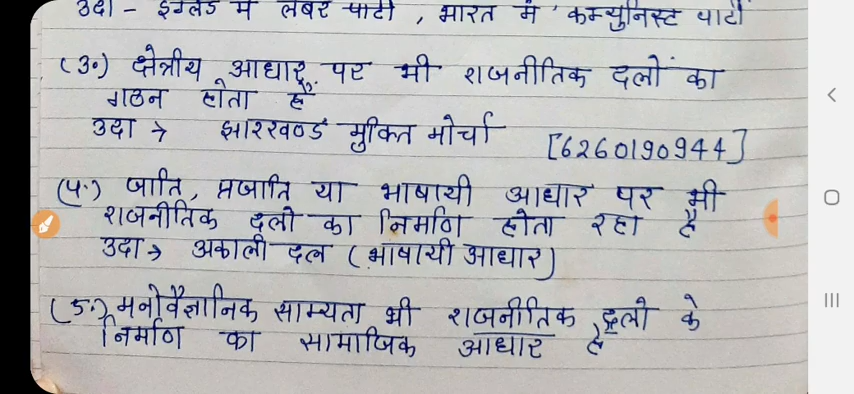 उदा - इंग्लैंड में लेबर पार्टी , भारत में कम्युनिस्ट पार्टी
(3.) क्षेत्रीय आधार पर भी राजनीतिक दलों का
गठन होता है
उदा → झारखण्ड मुक्ति मोर्चा [6260190944]
(4.) जाति, प्रजाति या भाषायी आधार पर भी
राजनीतिक दलो का निर्माण होता रहा है
उदा → अकाली दल (भाषायी आधार)
(5.) मनोवैज्ञानिक साम्यता भी राजनीतिक दलो के
निर्माण का सामाजिक आधार है